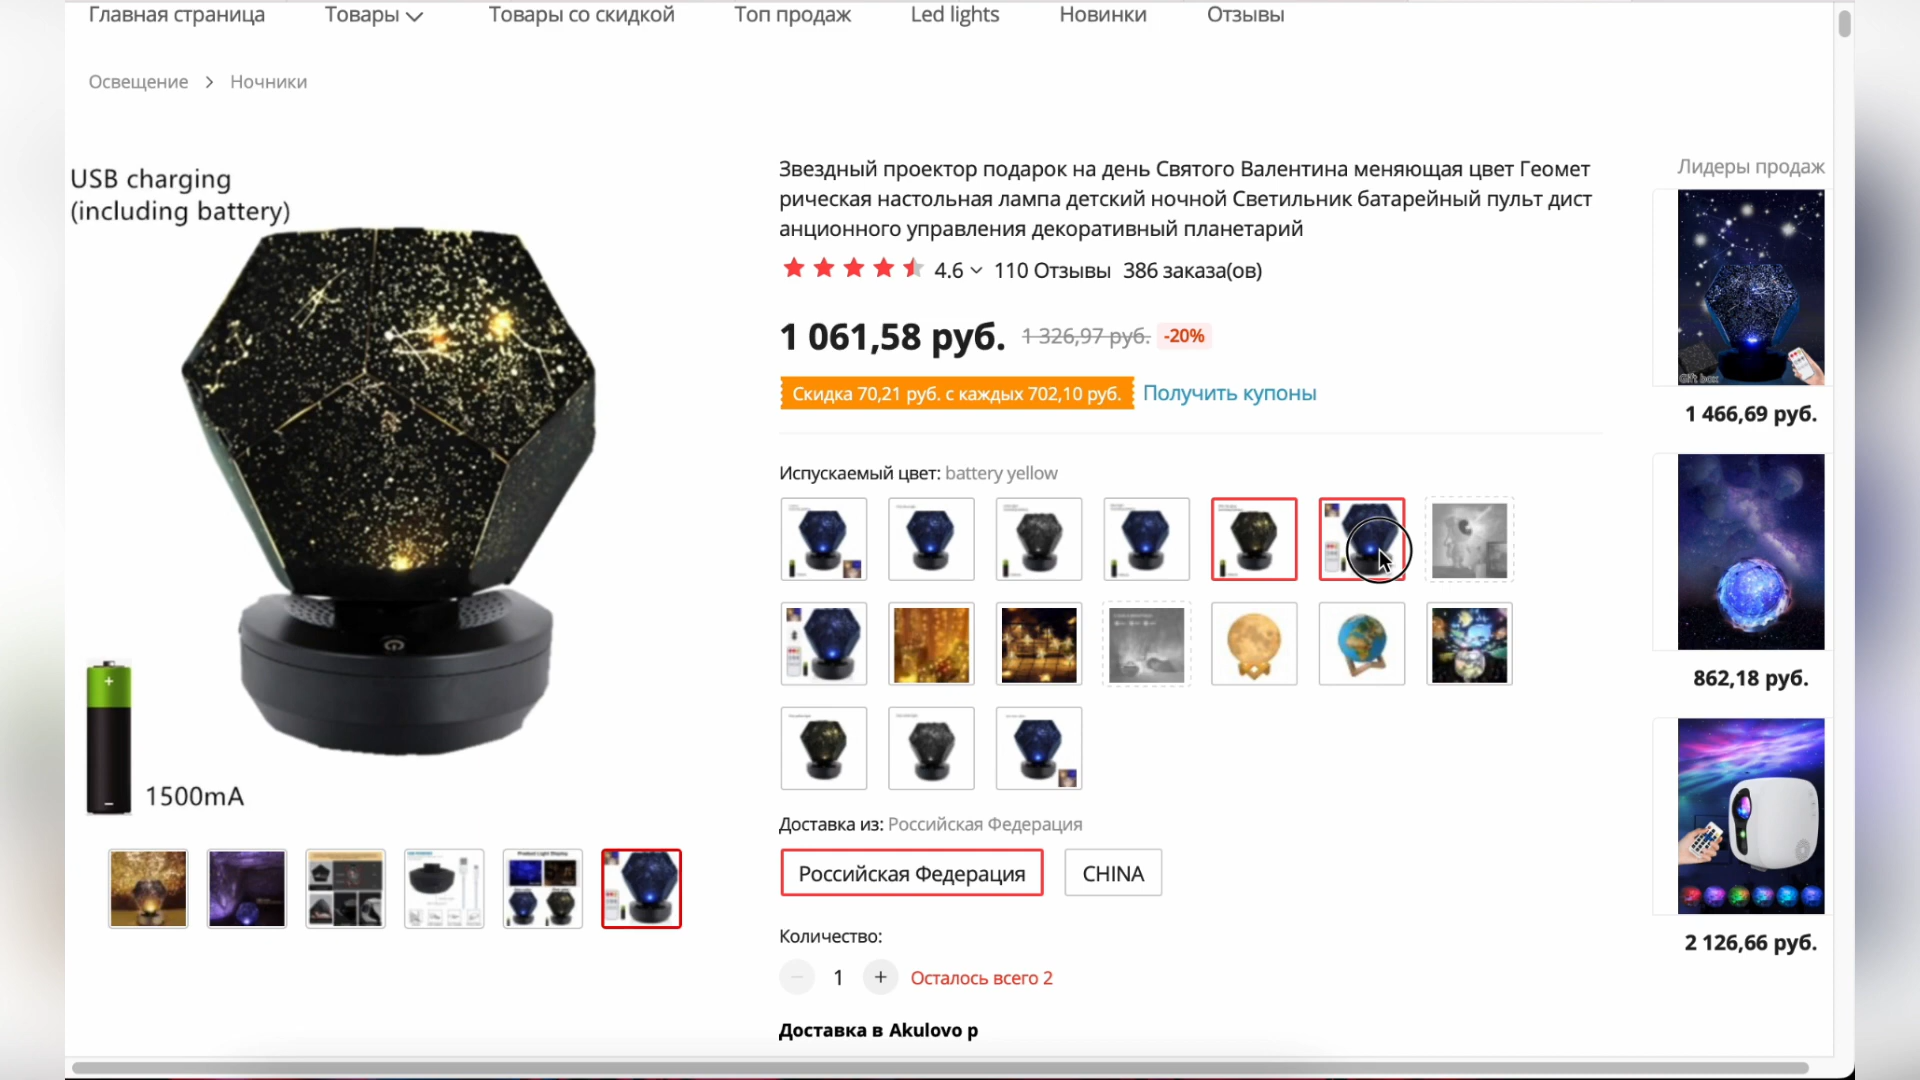 Главная страница
Товары
Товары со скидкой
Топ продаж
Led lights
Новинки
Отзывы
Освещение > Ночники
USB charging
(including battery)
1500mA
Звездный проектор подарок на день Святого Валентина меняющая цвет Геомет
рическая настольная лампа детский ночной Светильник батарейный пульт дист
анционного управления декоративный планетарий
4.6 110 Отзывы 386 заказа(ов)
1 061,58 руб. 1 326,97 руб. -20%
Скидка 70,21 руб. с каждых 702,10 руб. Получить купоны
Испускаемый цвет: battery yellow
Доставка из: Российская Федерация
Российская Федерация
CHINA
Количество:
1
Осталось всего 2
Доставка в Akulovo p
Лидеры продаж
Gift box
1 466,69 руб.
862,18 руб.
2 126,66 руб.